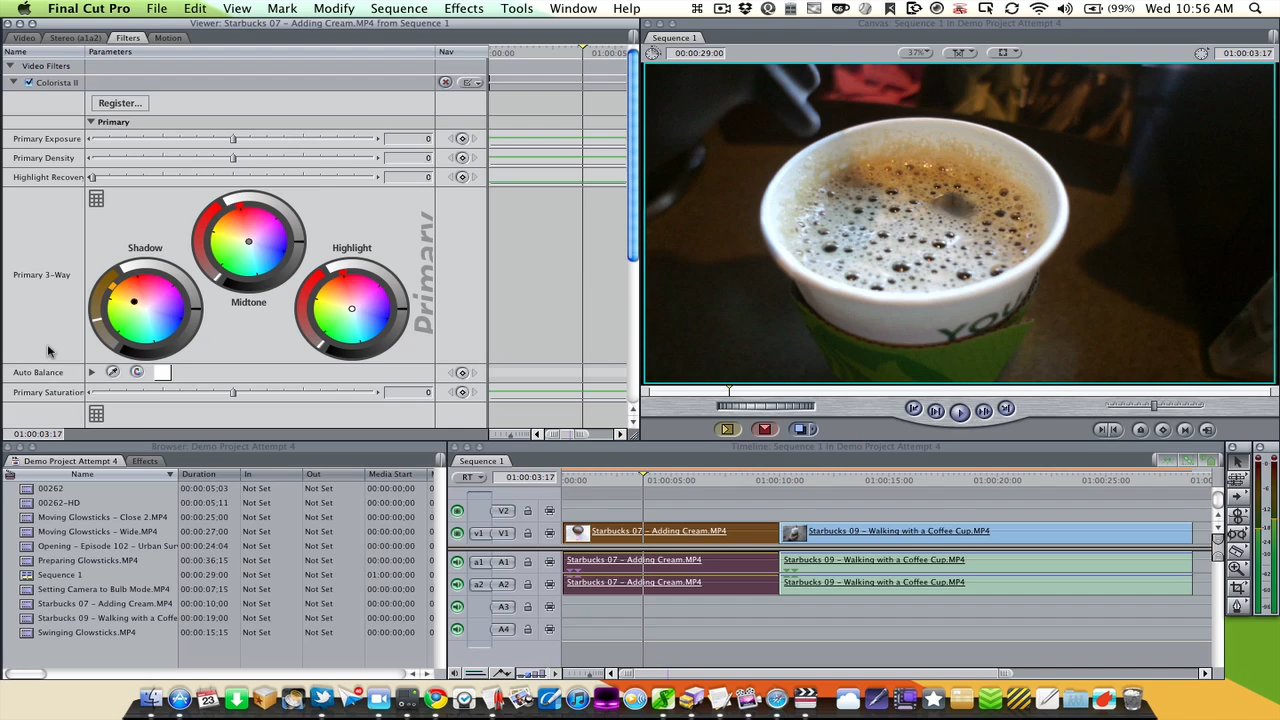 Final Cut Pro File Edit View Mark Modify Sequence Effects Tools Window Help (99%) Wed 10:56 AM
Viewer: Starbucks 07 – Adding Cream.MP4 from Sequence 1
Canvas: Sequence 1 in Demo Project Attempt 4
Video Stereo (a1a2) Filters Motion
Sequence 1
Name Parameters Nav
00:00:29:00 37% 01:00:03:17
Video Filters
Colorista II
Register...
Primary
Primary Exposure 0
Primary Density 0
Highlight Recovery 0
Shadow Highlight
Primary 3-Way
Midtone
Primary
Auto Balance
Primary Saturation 0
01:00:03:17
YOU
Browser: Demo Project Attempt 4
Timeline: Sequence 1 in Demo Project Attempt 4
Demo Project Attempt 4 Effects
Sequence 1
Name Duration In Out Media Start
RT 01:00:03:17 :00:00 01:00:05:00 01:00:10:00 01:00:15:00 01:00:20:00 01:00:25:00
00262 00:00:05;03 Not Set Not Set 00:00:00;00
00262-HD 00:00:05;11 Not Set Not Set 00:00:00;00
Moving Glowsticks – Close 2.MP4 00:00:25;00 Not Set Not Set 00:00:00;00
Moving Glowsticks – Wide.MP4 00:00:27;00 Not Set Not Set 00:00:00;00
Opening – Episode 102 – Urban Sur 00:00:24:04 Not Set Not Set 00:00:00:00
Preparing Glowsticks.MP4 00:00:36;15 Not Set Not Set 00:00:00;00
Sequence 1 00:00:29:00 Not Set Not Set 01:00:00:00
Setting Camera to Bulb Mode.MP4 00:00:07;15 Not Set Not Set 00:00:00;00
Starbucks 07 – Adding Cream.MP4 00:00:10;00 Not Set Not Set 00:00:00;00
Starbucks 09 – Walking with a Coffe 00:00:19;00 Not Set Not Set 00:00:00;00
Swinging Glowsticks.MP4 00:00:15;15 Not Set Not Set 00:00:00;00
V2
v1 V1 Starbucks 07 – Adding Cream.MP4 Starbucks 09 – Walking with a Coffee Cup.MP4
a1 A1 Starbucks 07 – Adding Cream.MP4 Starbucks 09 – Walking with a Coffee Cup.MP4
a2 A2 Starbucks 07 – Adding Cream.MP4 Starbucks 09 – Walking with a Coffee Cup.MP4
A3
A4